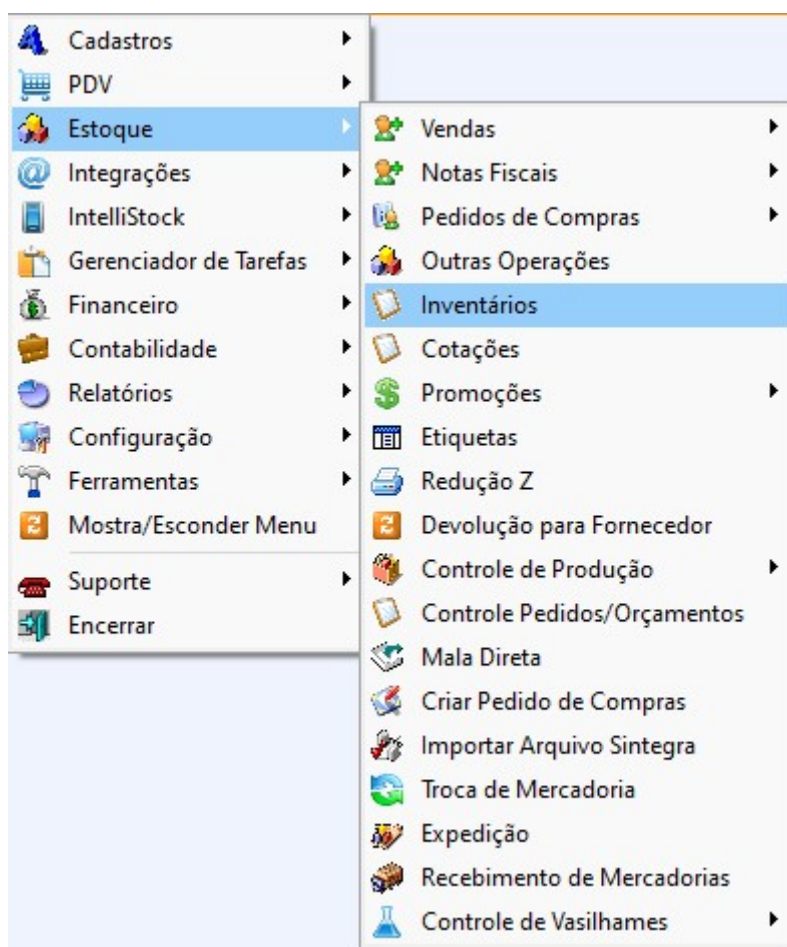 Cadastros
PDV
Estoque
Integrações
IntelliStock
Gerenciador de Tarefas
Financeiro
Contabilidade
Relatórios
Configuração
Ferramentas
Mostra/Esconder Menu
Suporte
Encerrar
Vendas
Notas Fiscais
Pedidos de Compras
Outras Operações
Inventários
Cotações
Promoções
Etiquetas
Redução Z
Devolução para Fornecedor
Controle de Produção
Controle Pedidos/Orçamentos
Mala Direta
Criar Pedido de Compras
Importar Arquivo Sintegra
Troca de Mercadoria
Expedição
Recebimento de Mercadorias
Controle de Vasilhames